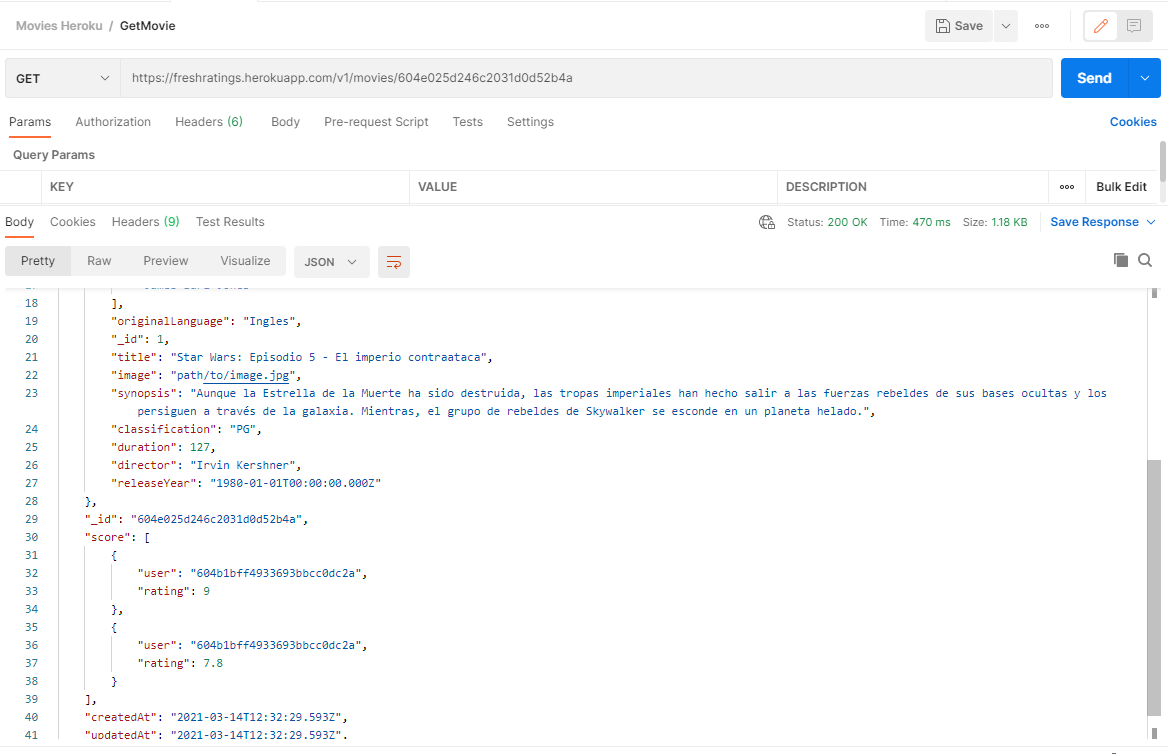 Movies Heroku / GetMovie
Save
GET
https://freshratings.herokuapp.com/v1/movies/604e025d246c2031d0d52b4a
Send
Params Authorization Headers (6) Body Pre-request Script Tests Settings Cookies
Query Params
KEY VALUE DESCRIPTION Bulk Edit
Body Cookies Headers (9) Test Results Status: 200 OK Time: 470 ms Size: 1.18 KB Save Response
Pretty Raw Preview Visualize JSON
18 ],
19 "originalLanguage": "Ingles",
20 "_id": 1,
21 "title": "Star Wars: Episodio 5 - El imperio contraataca",
22 "image": "path/to/image.jpg",
23 "synopsis": "Aunque la Estrella de la Muerte ha sido destruida, las tropas imperiales han hecho salir a las fuerzas rebeldes de sus bases ocultas y los
persiguen a través de la galaxia. Mientras, el grupo de rebeldes de Skywalker se esconde en un planeta helado.",
24 "classification": "PG",
25 "duration": 127,
26 "director": "Irvin Kershner",
27 "releaseYear": "1980-01-01T00:00:00.000Z"
28 },
29 "_id": "604e025d246c2031d0d52b4a",
30 "score": [
31 {
32 "user": "604b1bff4933693bbcc0dc2a",
33 "rating": 9
34 },
35 {
36 "user": "604b1bff4933693bbcc0dc2a",
37 "rating": 7.8
38 }
39 ],
40 "createdAt": "2021-03-14T12:32:29.593Z",
41 "updatedAt": "2021-03-14T12:32:29.593Z",